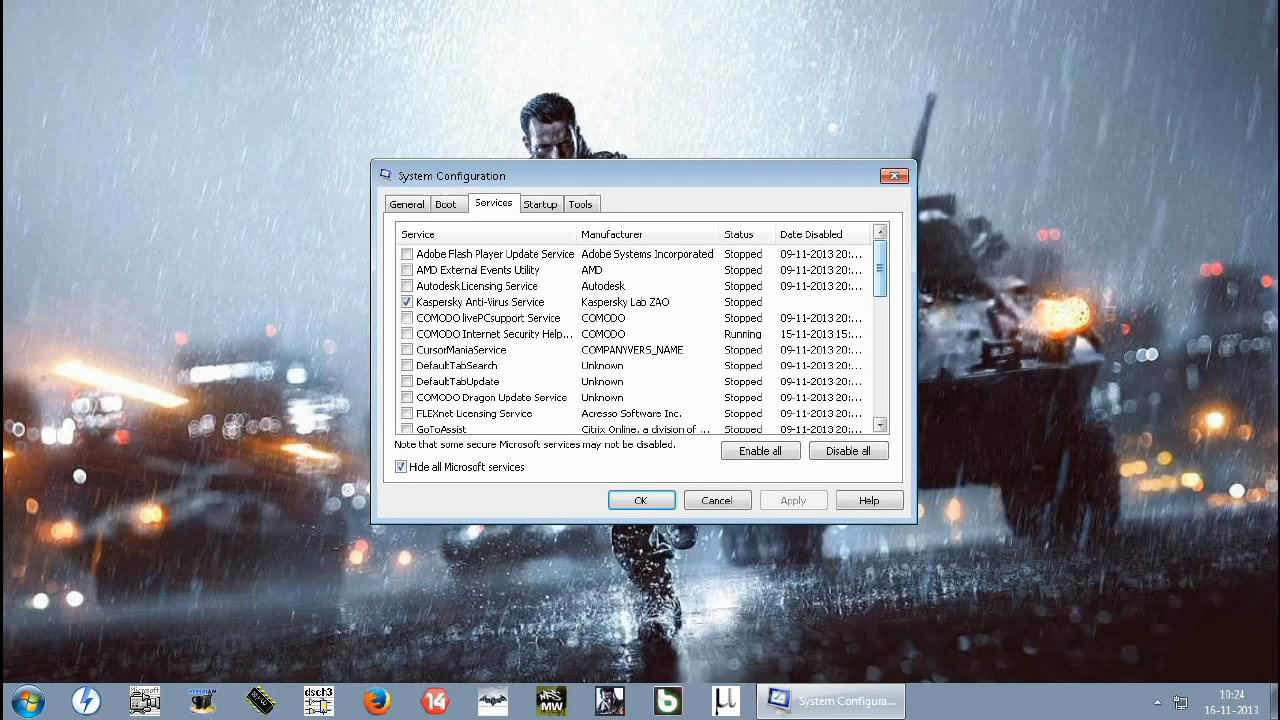 System Configuration
General Boot Services Startup Tools
Service Manufacturer Status Date Disabled
Adobe Flash Player Update Service Adobe Systems Incorporated Stopped 09-11-2013 20:...
AMD External Events Utility AMD Stopped 09-11-2013 20:...
Autodesk Licensing Service Autodesk Stopped 09-11-2013 20:...
Kaspersky Anti-Virus Service Kaspersky Lab ZAO Stopped
COMODO livePCsupport Service COMODO Stopped 09-11-2013 20:...
COMODO Internet Security Help... COMODO Running 15-11-2013 15:...
CursorManiaService COMPANYVERS_NAME Stopped 09-11-2013 20:...
DefaultTabSearch Unknown Stopped 09-11-2013 20:...
DefaultTabUpdate Unknown Stopped 09-11-2013 20:...
COMODO Dragon Update Service Unknown Stopped 09-11-2013 20:...
FLEXnet Licensing Service Acresso Software Inc. Stopped 09-11-2013 20:...
GoToAssist Citrix Online, a division of ... Stopped 09-11-2013 20:...
Note that some secure Microsoft services may not be disabled.
Enable all Disable all
Hide all Microsoft services
OK Cancel Apply Help
dsch3
14
MW
System Configura...
10:24
16-11-2013